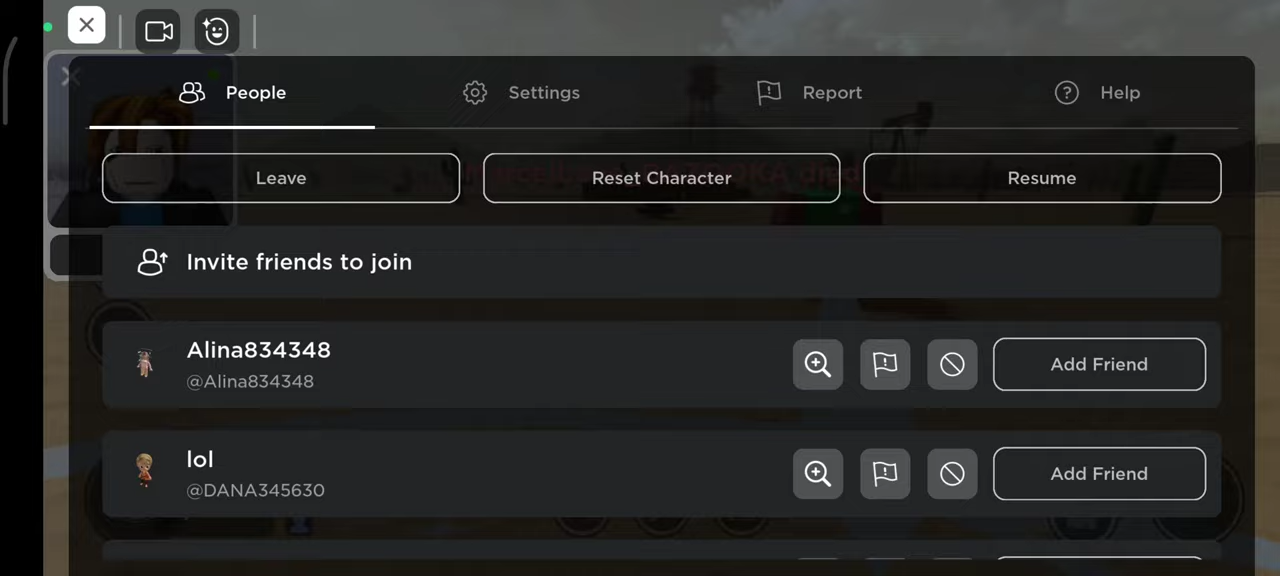 People
Settings
Report
Help
Leave
Reset Character
Resume
Invite friends to join
Alina834348
@Alina834348
Add Friend
lol
@DANA345630
Add Friend